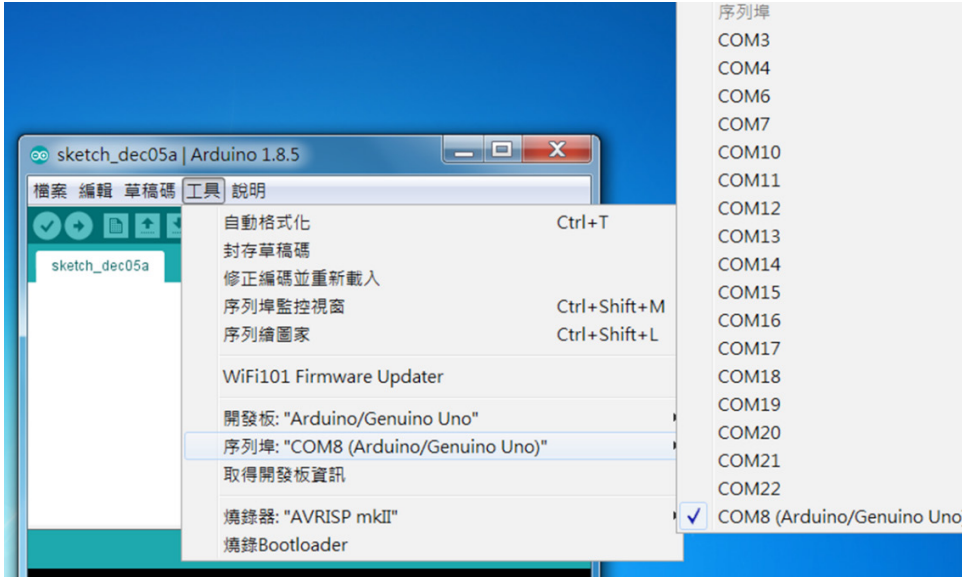 sketch_dec05a | Arduino 1.8.5
檔案 編輯 草稿碼 工具 說明
sketch_dec05a
自動格式化 Ctrl+T
封存草稿碼
修正編碼並重新載入
序列埠監控視窗 Ctrl+Shift+M
序列繪圖家 Ctrl+Shift+L
WiFi101 Firmware Updater
開發板: "Arduino/Genuino Uno"
序列埠: "COM8 (Arduino/Genuino Uno)"
取得開發板資訊
燒錄器: "AVRISP mkII"
燒錄Bootloader
序列埠
COM3
COM4
COM6
COM7
COM10
COM11
COM12
COM13
COM14
COM15
COM16
COM17
COM18
COM19
COM20
COM21
COM22
COM8 (Arduino/Genuino Uno)